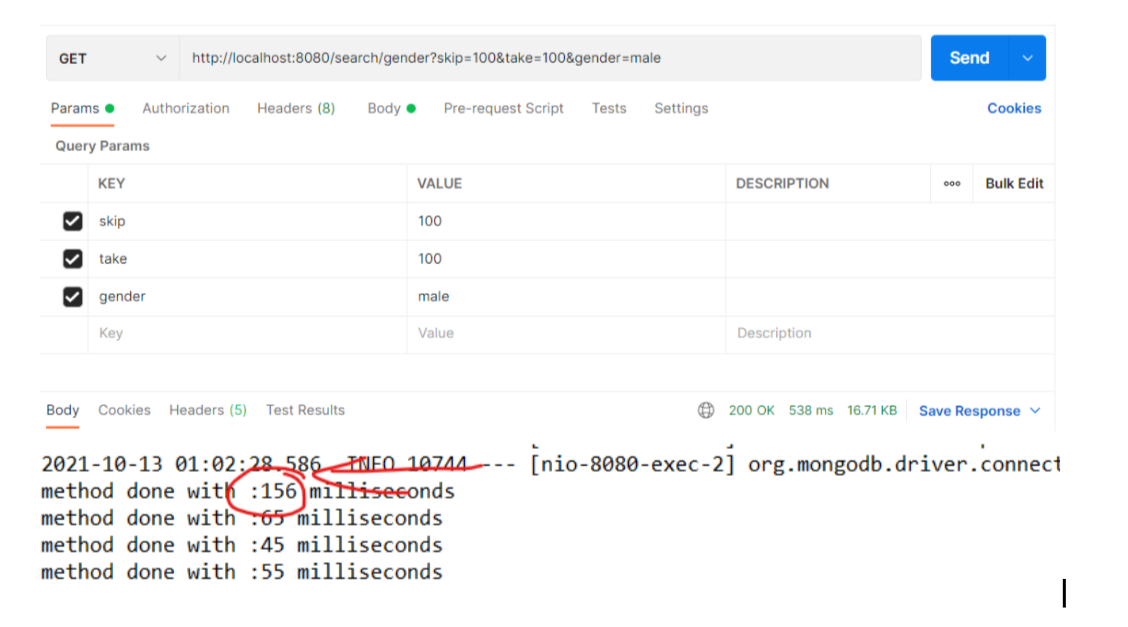 GET http://localhost:8080/search/gender?skip=100&take=100&gender=male Send
Params Authorization Headers (8) Body Pre-request Script Tests Settings Cookies
Query Params
KEY VALUE DESCRIPTION ooo Bulk Edit
skip 100
take 100
gender male
Key Value Description
Body Cookies Headers (5) Test Results 200 OK 538 ms 16.71 KB Save Response
2021-10-13 01:02:28.586 INFO 10744 --- [nio-8080-exec-2] org.mongodb.driver.connect
method done with :156 milliseconds
method done with :65 milliseconds
method done with :45 milliseconds
method done with :55 milliseconds